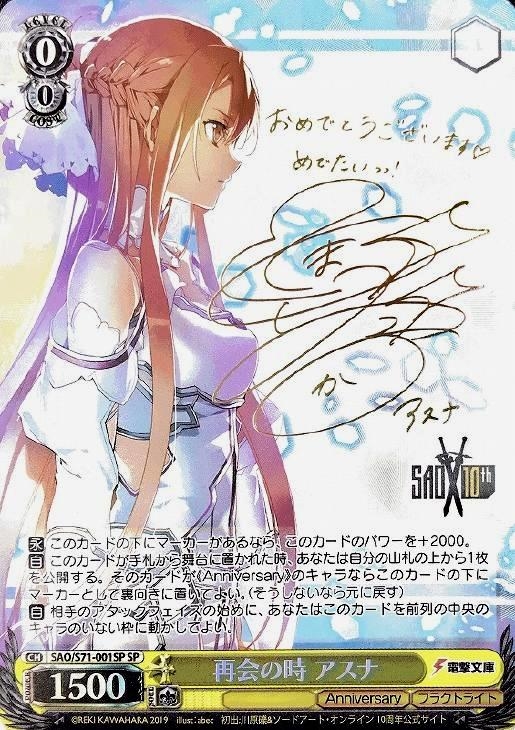 LEVEL
0
0
COST
おめでとうございます♡
めでたいっ!
まつ
か
アスナ
SAO 10th
永 このカードの下にマーカーがあるなら、このカードのパワーを+2000。
自 このカードが手札から舞台に置かれた時、あなたは自分の山札の上から1枚
を公開する。そのカードが《Anniversary》のキャラならこのカードの下に
マーカーとして裏向きに置いてよい。(そうしないなら元に戻す)
自 相手のアタックフェイズの始めに、あなたはこのカードを前列の中央の
キャラのいない枠に動かしてよい。
CH SAO/S71-001SP SP
POWER
1500
SOUL
再会の時 アスナ
電撃文庫
Anniversary
フラクトライト
©REKI KAWAHARA 2019 illust:abec 初出:川原礫&ソードアート・オンライン 10周年公式サイト